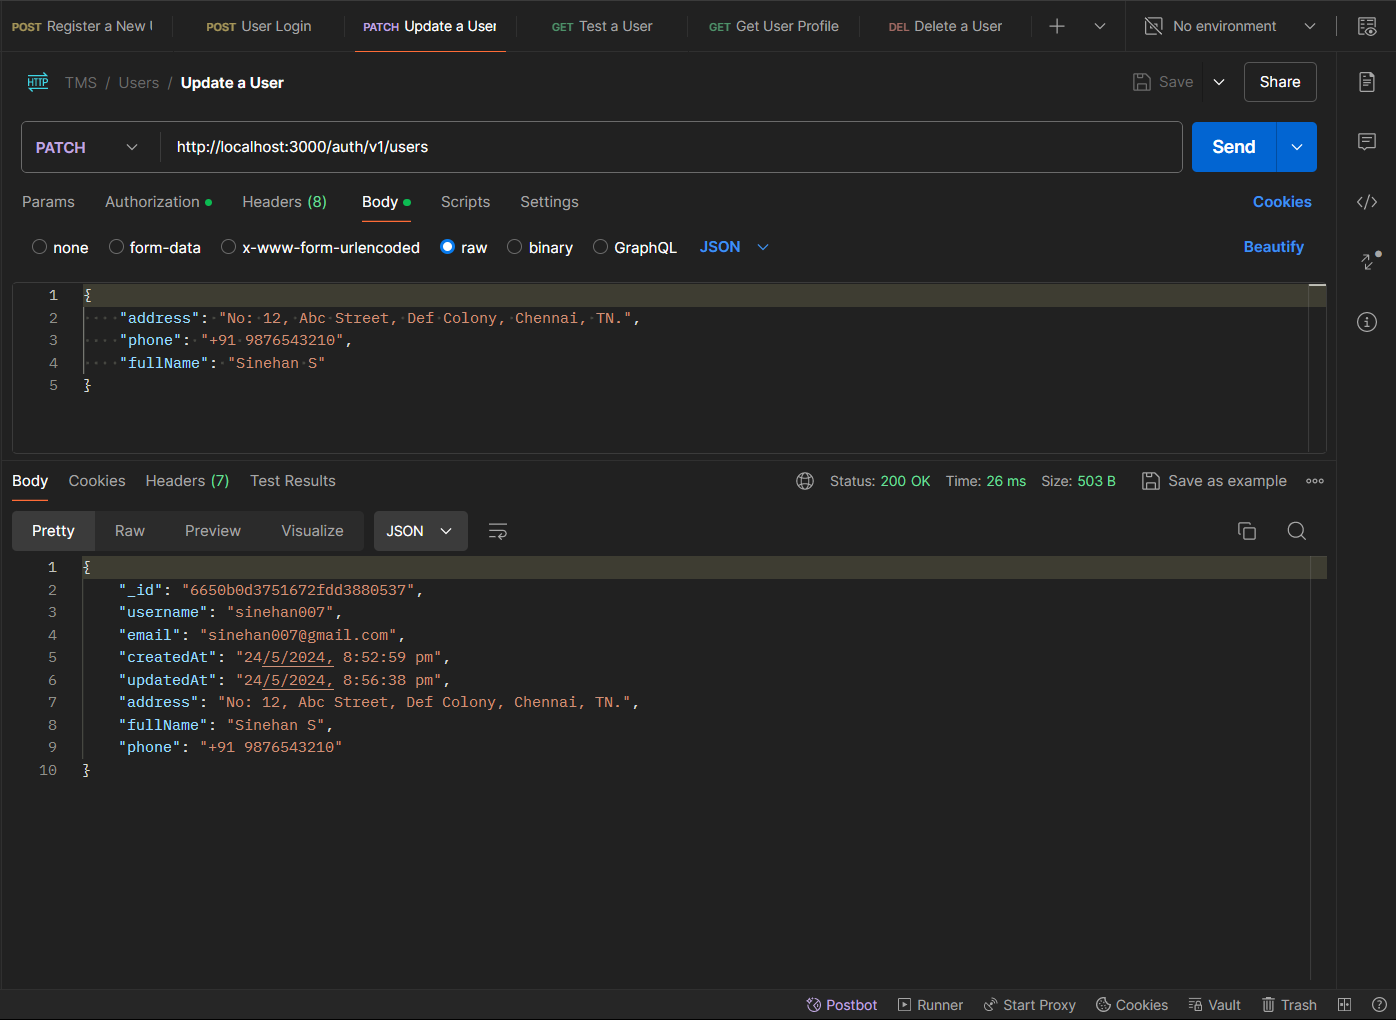 POST Register a New
POST User Login
PATCH Update a User
GET Test a User
GET Get User Profile
DEL Delete a User
No environment
HTTP TMS / Users / Update a User
Save
Share
PATCH
http://localhost:3000/auth/v1/users
Send
Params
Authorization
Headers (8)
Body
Scripts
Settings
Cookies
none
form-data
x-www-form-urlencoded
raw
binary
GraphQL
JSON
Beautify
1 {
2 "address": "No: 12, Abc Street, Def Colony, Chennai, TN.",
3 "phone": "+91 9876543210",
4 "fullName": "Sinehan S"
5 }
Body
Cookies
Headers (7)
Test Results
Status: 200 OK
Time: 26 ms
Size: 503 B
Save as example
Pretty
Raw
Preview
Visualize
JSON
1 {
2 "_id": "6650b0d3751672fdd3880537",
3 "username": "sinehan007",
4 "email": "sinehan007@gmail.com",
5 "createdAt": "24/5/2024, 8:52:59 pm",
6 "updatedAt": "24/5/2024, 8:56:38 pm",
7 "address": "No: 12, Abc Street, Def Colony, Chennai, TN.",
8 "fullName": "Sinehan S",
9 "phone": "+91 9876543210"
10 }
Postbot
Runner
Start Proxy
Cookies
Vault
Trash